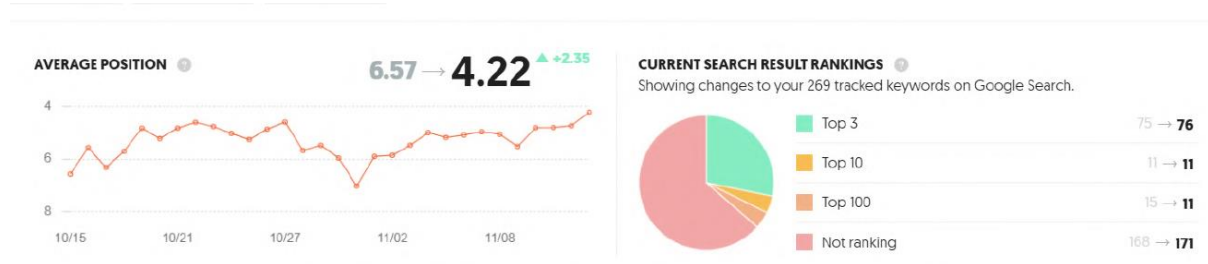 AVERAGE POSITION ?
6.57 → 4.22 ▲ +2.35
4
6
8
10/15 10/21 10/27 11/02 11/08
CURRENT SEARCH RESULT RANKINGS ?
Showing changes to your 269 tracked keywords on Google Search.
Top 3 75 → 76
Top 10 11 → 11
Top 100 15 → 11
Not ranking 168 → 171